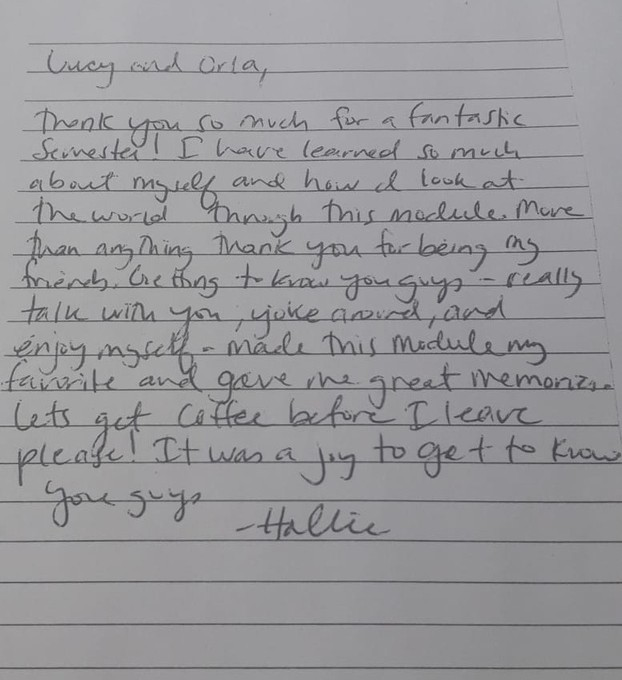 Lucy and Orla,
Thank you so much for a fantastic
Semester! I have learned so much
about myself and how I look at
the world through this module. More
than anything thank you for being my
friends. Getting to know you guys - really
talk with you, joke around, and
enjoy myself - made this module my
favorite and gave me great memories.
Lets get coffee before I leave
please! It was a joy to get to know
you guys
-Hallie